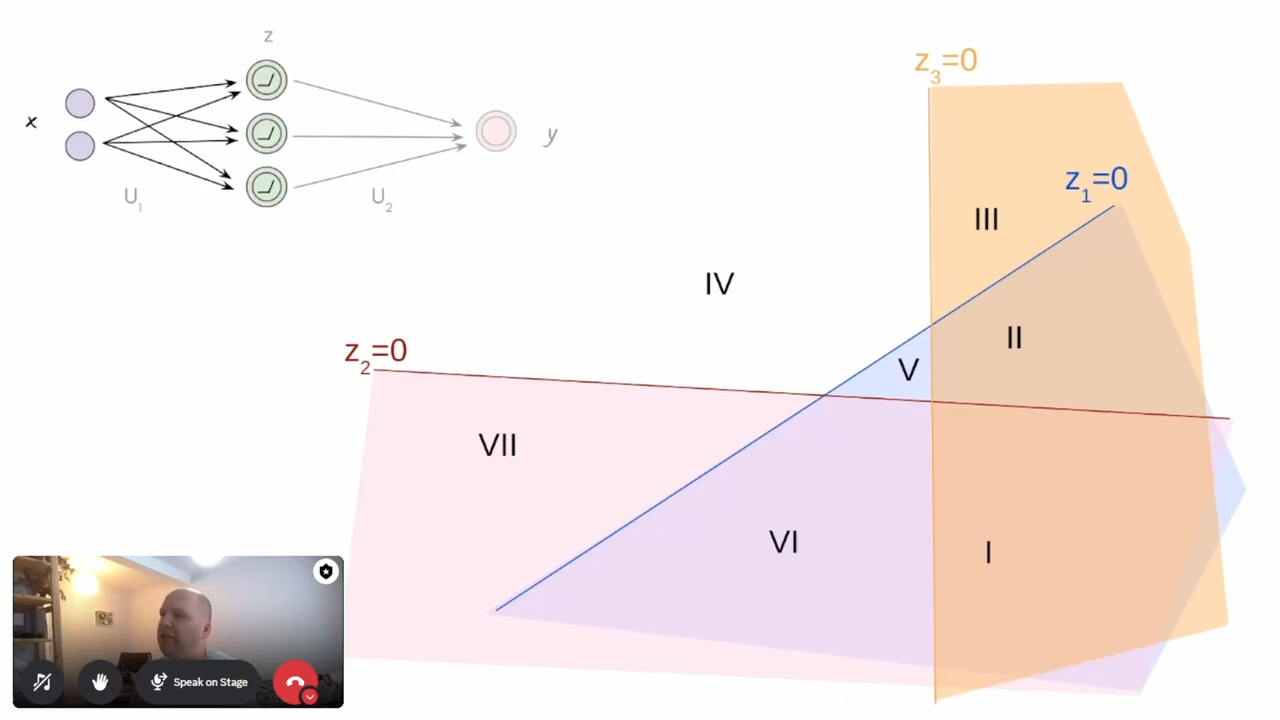 z
x
y
U₁
U₂
z₃=0
z₁=0
III
IV
II
z₂=0
V
VII
VI
I
Speak on Stage